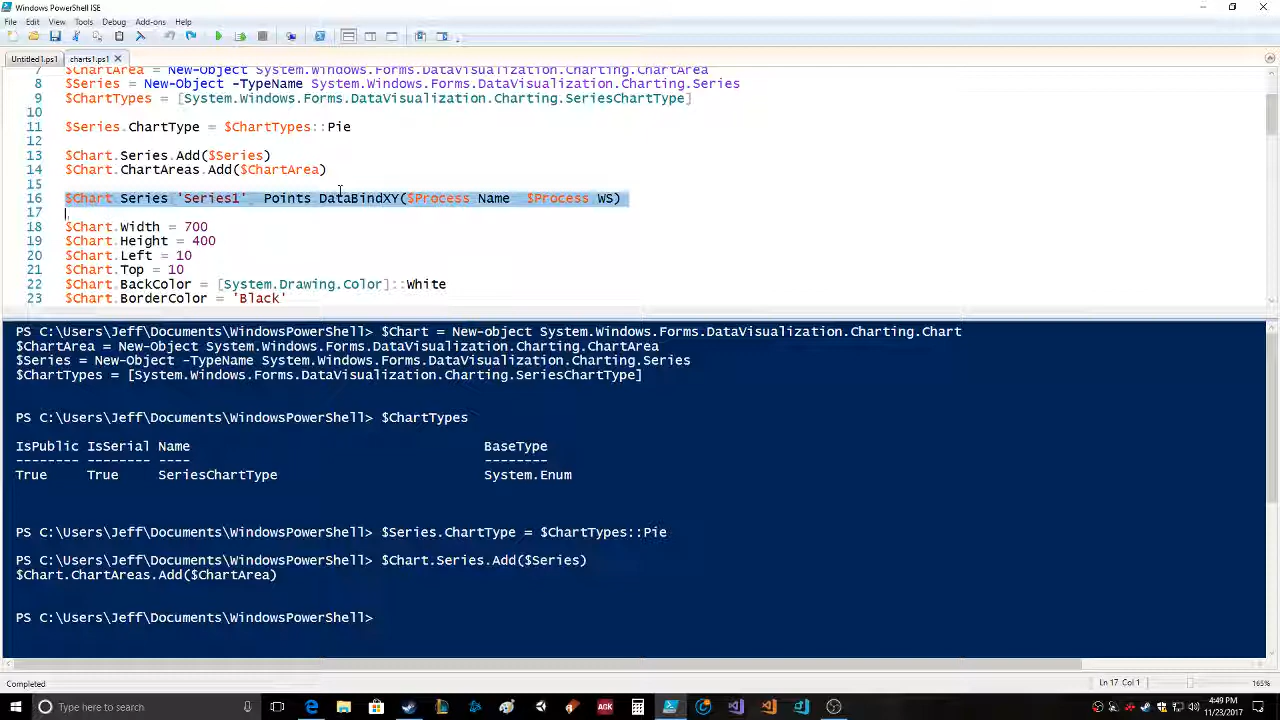 Windows PowerShell ISE
File Edit View Tools Debug Add-ons Help
Untitled1.ps1 charts1.ps1
7 $ChartArea = New-Object System.Windows.Forms.DataVisualization.Charting.ChartArea
8 $Series = New-Object -TypeName System.Windows.Forms.DataVisualization.Charting.Series
9 $ChartTypes = [System.Windows.Forms.DataVisualization.Charting.SeriesChartType]
10
11 $Series.ChartType = $ChartTypes::Pie
12
13 $Chart.Series.Add($Series)
14 $Chart.ChartAreas.Add($ChartArea)
15
16 $Chart Series 'Series1' Points DataBindXY($Process Name $Process WS)
17
18 $Chart.Width = 700
19 $Chart.Height = 400
20 $Chart.Left = 10
21 $Chart.Top = 10
22 $Chart.BackColor = [System.Drawing.Color]::White
23 $Chart.BorderColor = 'Black'
PS C:\Users\Jeff\Documents\WindowsPowerShell> $Chart = New-object System.Windows.Forms.DataVisualization.Charting.Chart
$ChartArea = New-Object System.Windows.Forms.DataVisualization.Charting.ChartArea
$Series = New-Object -TypeName System.Windows.Forms.DataVisualization.Charting.Series
$ChartTypes = [System.Windows.Forms.DataVisualization.Charting.SeriesChartType]
PS C:\Users\Jeff\Documents\WindowsPowerShell> $ChartTypes
IsPublic IsSerial Name BaseType
-------- -------- ---- --------
True True SeriesChartType System.Enum
PS C:\Users\Jeff\Documents\WindowsPowerShell> $Series.ChartType = $ChartTypes::Pie
PS C:\Users\Jeff\Documents\WindowsPowerShell> $Chart.Series.Add($Series)
$Chart.ChartAreas.Add($ChartArea)
PS C:\Users\Jeff\Documents\WindowsPowerShell>
Completed Ln 17 Col 1 165%
Type here to search
4:49 PM
11/23/2017